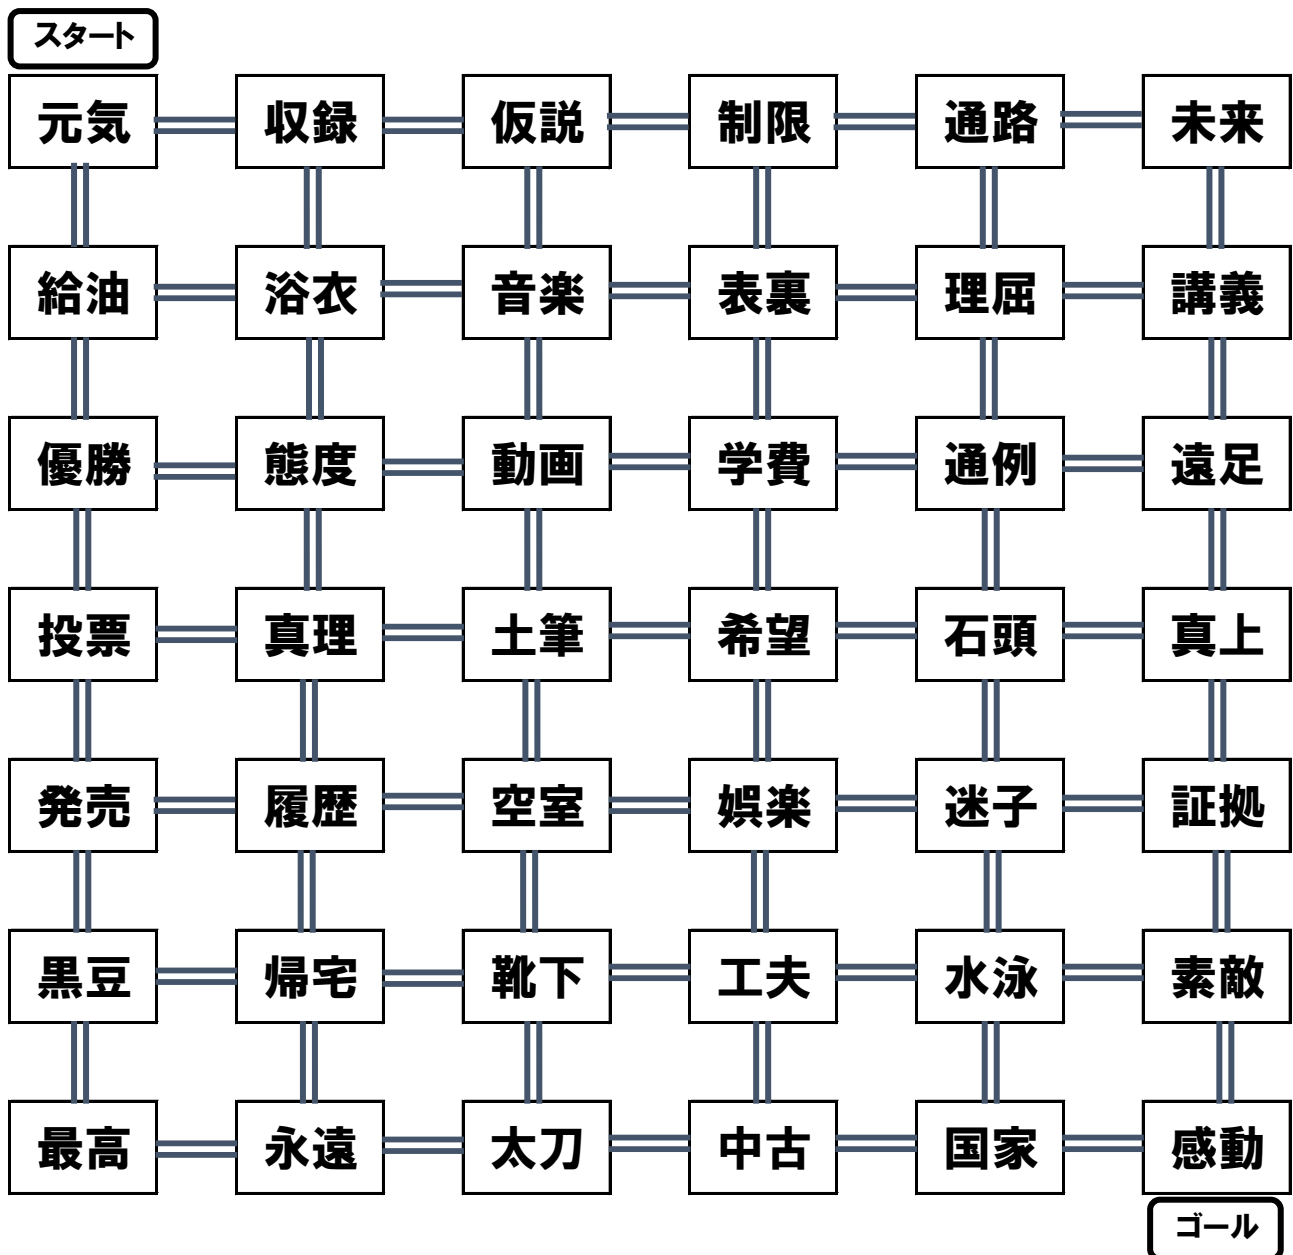 スタート
元気 収録 仮説 制限 通路 未来
給油 浴衣 音楽 表裏 理屈 講義
優勝 態度 動画 学費 通例 遠足
投票 真理 土筆 希望 石頭 真上
発売 履歴 空室 娯楽 迷子 証拠
黒豆 帰宅 靴下 工夫 水泳 素敵
最高 永遠 太刀 中古 国家 感動
ゴール